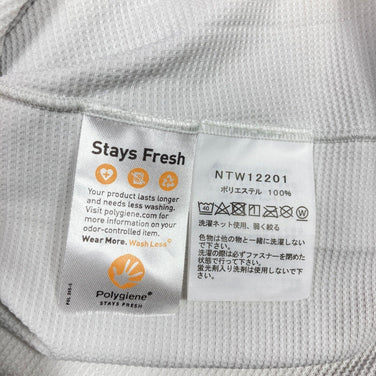 Stays Fresh
Your product lasts longer
and needs less washing.
Visit polygiene.com for
more information on your
odor-controlled item.
Wear More. Wash Less®
Polygiene®
STAYS FRESH
NTW12201
ポリエステル 100%
40
洗濯ネット使用、弱く絞る
色物は他の物と一緒に洗濯しない
で下さい。
洗濯の際は必ずファスナーを閉めた
状態で行って下さい。
蛍光剤入り洗剤は使用しないで
下さい。